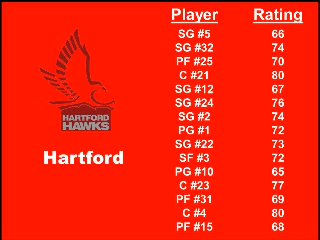 Player Rating
SG #5 66
SG #32 74
PF #25 70
C #21 80
SG #12 67
SG #24 76
SG #2 74
PG #1 72
SG #22 73
SF #3 72
PG #10 65
C #23 77
PF #31 69
C #4 80
PF #15 68
HARTFORD
HAWKS
Hartford